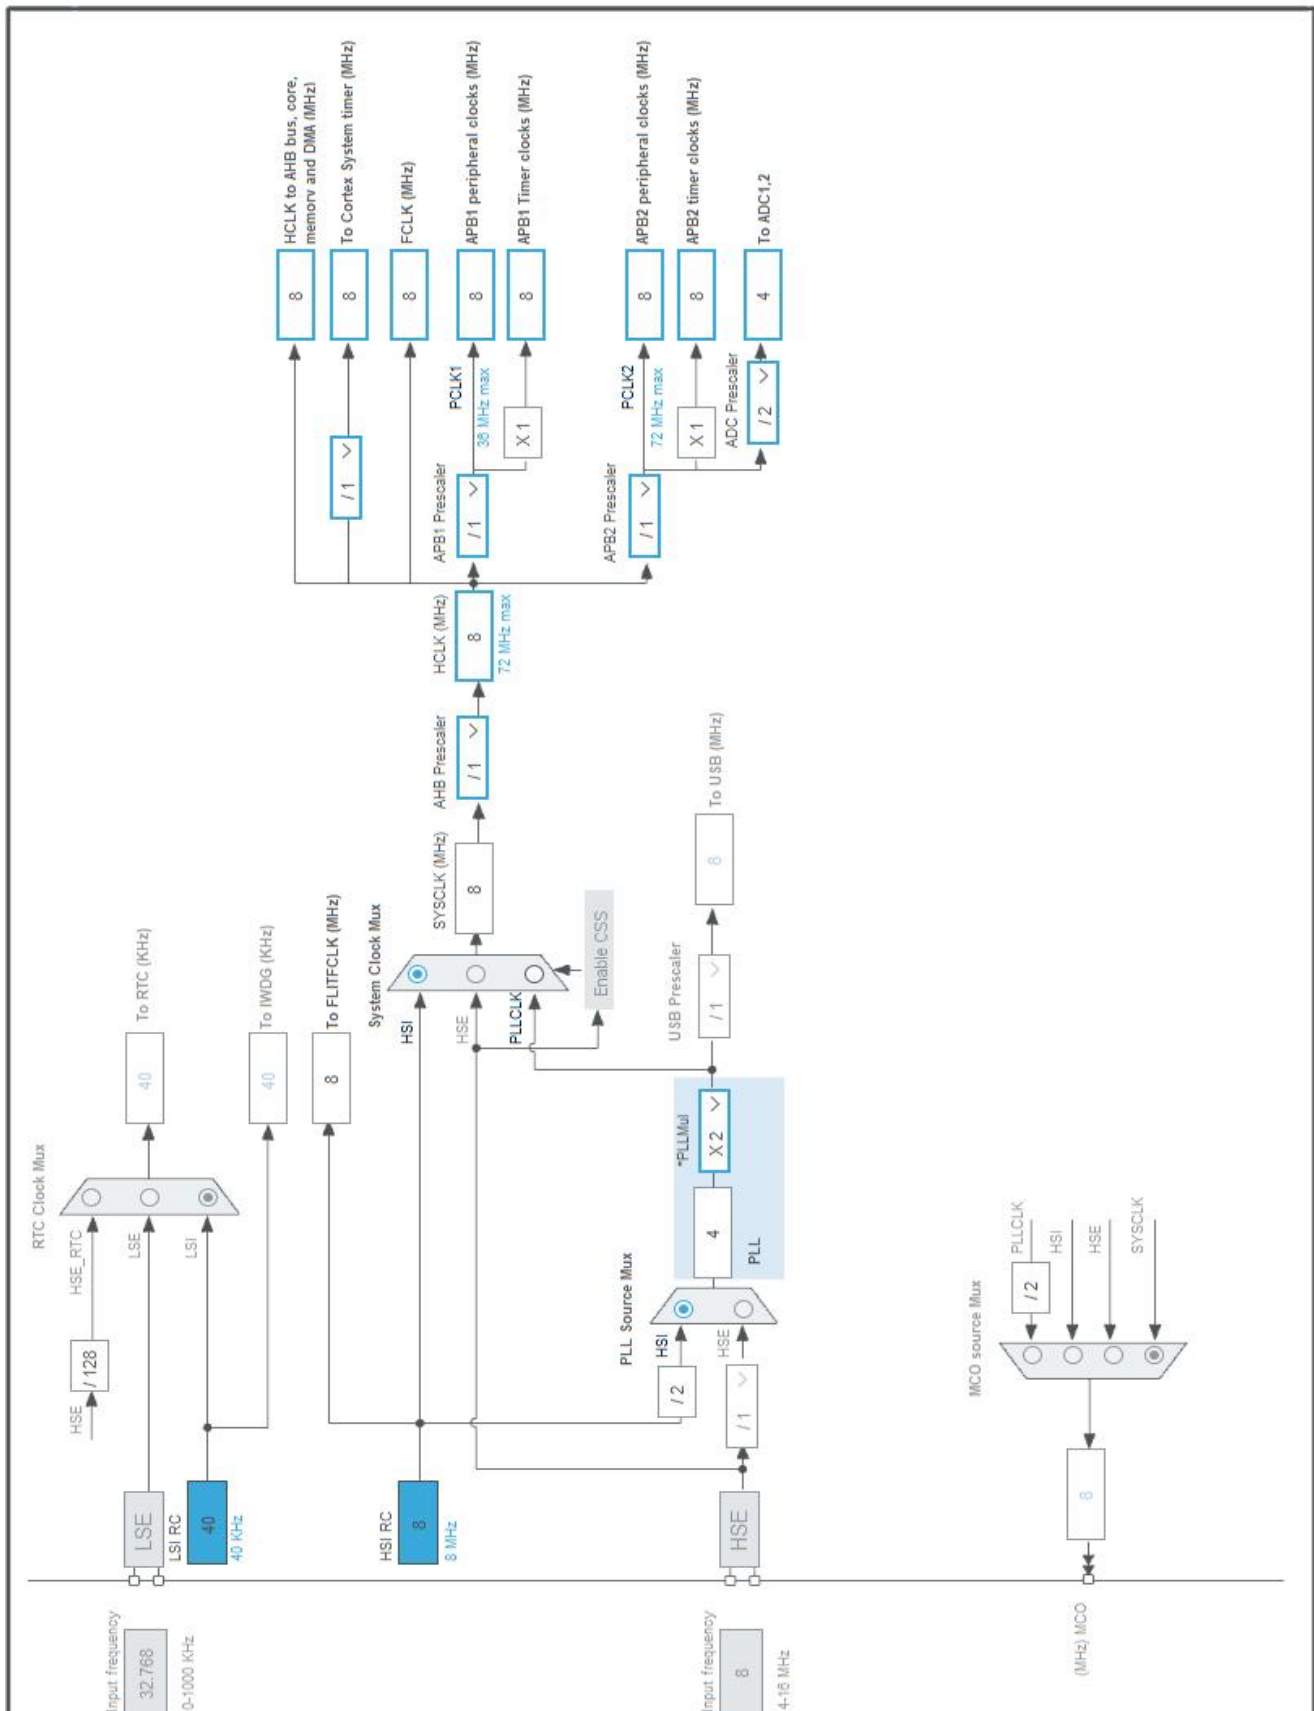 RTC Clock Mux
HSE
/ 128
HSE_RTC
Input frequency
32.768
0-1000 KHz
LSE
LSE
To RTC (KHz)
40
LSI RC
40
40 KHz
LSI
40
To IWDG (KHz)
8
To FLITFCLK (MHz)
System Clock Mux
HSI RC
8
8 MHz
HSI
HSE
PLLCLK
Enable CSS
SYSCLK (MHz)
8
AHB Prescaler
/ 1
HCLK (MHz)
8
72 MHz max
8
HCLK to AHB bus, core,
memorv and DMA (MHz)
/ 1
8
To Cortex System timer (MHz)
8
FCLK (MHz)
APB1 Prescaler
/ 1
PCLK1
36 MHz max
8
APB1 peripheral clocks (MHz)
X 1
8
APB1 Timer clocks (MHz)
APB2 Prescaler
/ 1
PCLK2
72 MHz max
8
APB2 peripheral clocks (MHz)
X 1
8
APB2 timer clocks (MHz)
ADC Prescaler
/ 2
4
To ADC1,2
PLL Source Mux
/ 2
HSI
Input frequency
8
4-16 MHz
HSE
/ 1
HSE
4
*PLLMul
X 2
PLL
USB Prescaler
/ 1
8
To USB (MHz)
MCO source Mux
(MHz) MCO
8
/ 2
PLLCLK
HSI
HSE
SYSCLK